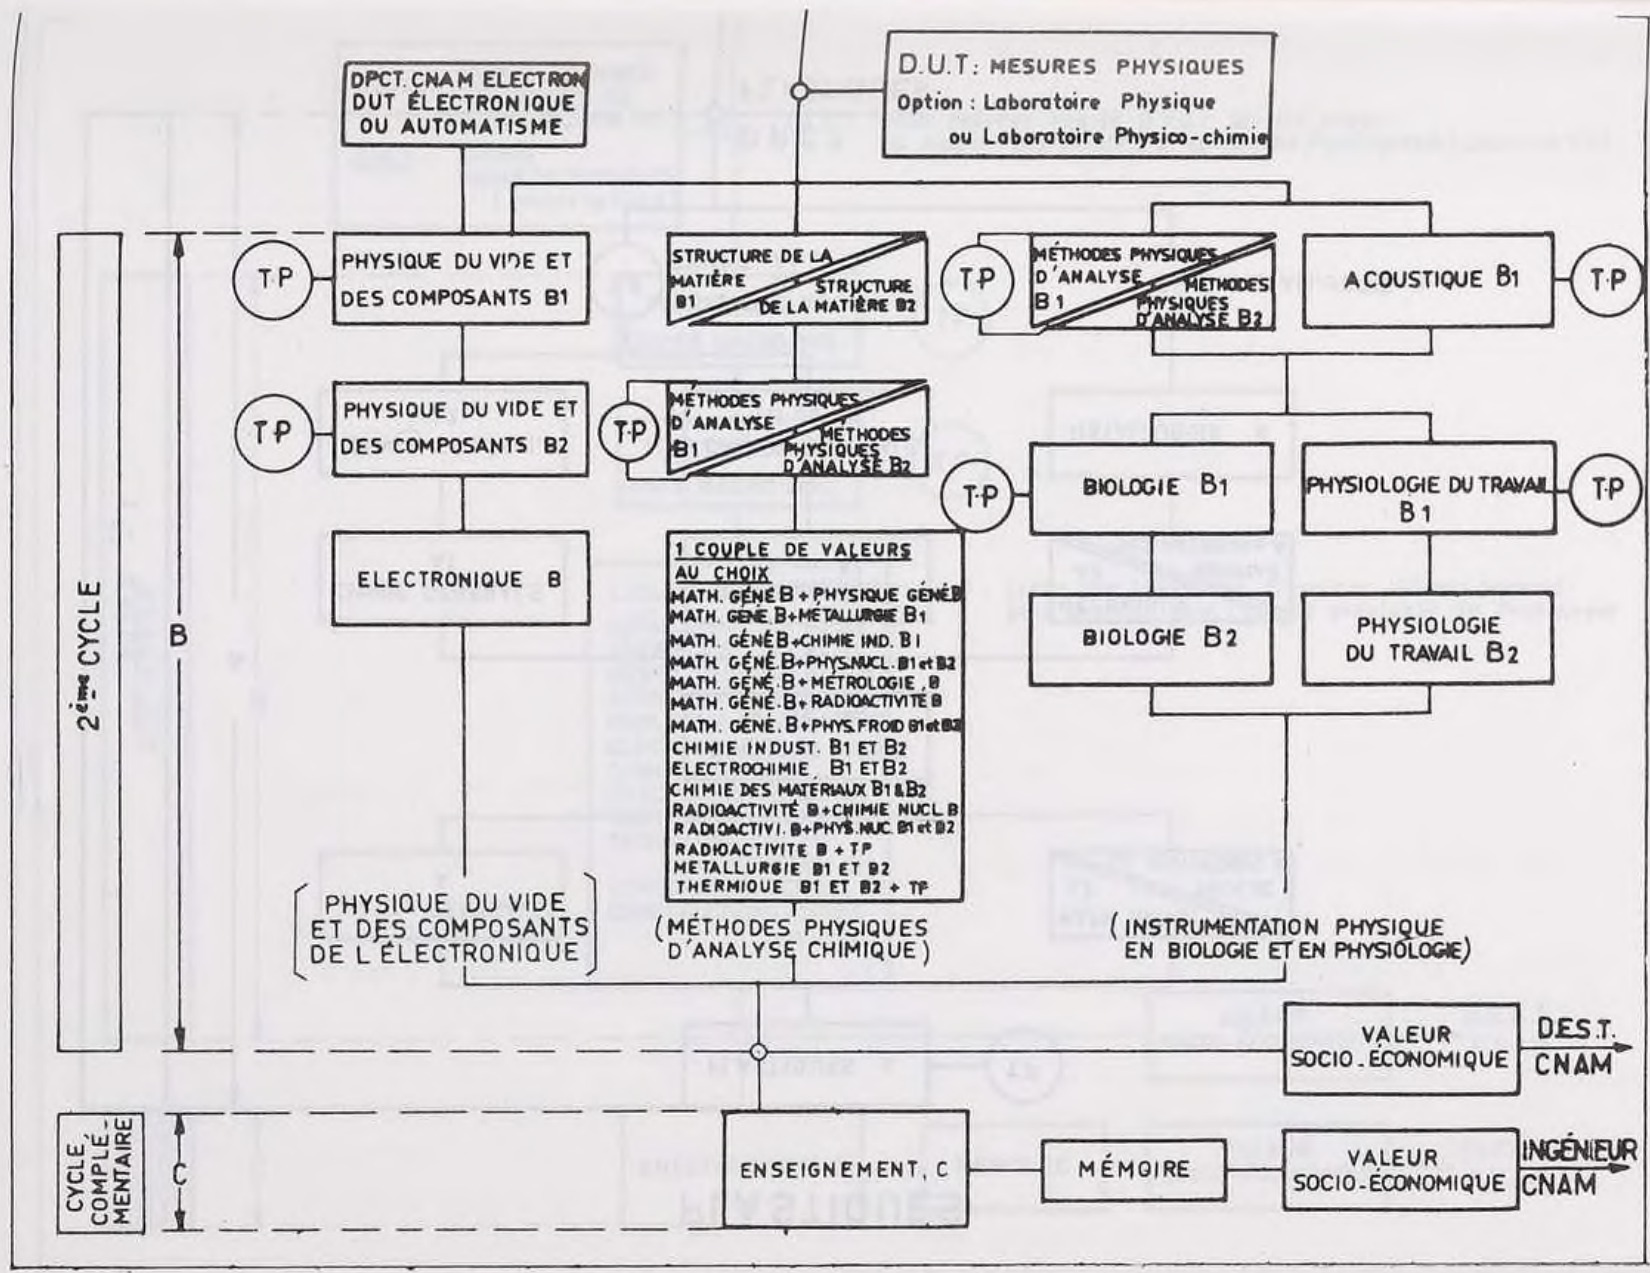 DPCT. CNAM ELECTRON
DUT ÉLECTRONIQUE
OU AUTOMATISME
D.U.T: MESURES PHYSIQUES
Option : Laboratoire Physique
ou Laboratoire Physico-chimie
2ème CYCLE
B
T.P
PHYSIQUE DU VIDE ET
DES COMPOSANTS B1
STRUCTURE DE LA
MATIÈRE
B1
STRUCTURE
DE LA MATIÈRE B2
T.P
MÉTHODES PHYSIQUES
D'ANALYSE
B1
METHODES
PHYSIQUES
D'ANALYSE B2
ACOUSTIQUE B1
T.P
T.P
PHYSIQUE DU VIDE ET
DES COMPOSANTS B2
T.P
MÉTHODES PHYSIQUES
D'ANALYSE
B1
METHODES
PHYSIQUES
D'ANALYSE B2
T.P
BIOLOGIE B1
PHYSIOLOGIE DU TRAVAIL
B1
T.P
ELECTRONIQUE B
1 COUPLE DE VALEURS
AU CHOIX
MATH. GÉNÉ B + PHYSIQUE GÉNÉB
MATH. GÉNÉ. B+MÉTALLURGIE B1
MATH. GÉNÉ B+CHIMIE IND. B1
MATH. GÉNÉ.B+PHYS.NUCL. B1 et B2
MATH. GÉNÉ.B+MÉTROLOGIE B
MATH. GÉNÉ.B+RADIOACTIVITÉ B
MATH. GÉNÉ.B+PHYS.FROID B1 et B2
CHIMIE INDUST. B1 ET B2
ELECTROCHIMIE B1 ET B2
CHIMIE DES MATÉRIAUX B1&B2
RADIOACTIVITÉ B+CHIMIE NUCL.B
RADIOACTIVI. B+PHYS.NUC. B1 et B2
RADIOACTIVITE B + TP
METALLURGIE B1 ET B2
THERMIQUE B1 ET B2 + TP
BIOLOGIE B2
PHYSIOLOGIE
DU TRAVAIL B2
PHYSIQUE DU VIDE
ET DES COMPOSANTS
DE L'ÉLECTRONIQUE
(MÉTHODES PHYSIQUES
D'ANALYSE CHIMIQUE)
(INSTRUMENTATION PHYSIQUE
EN BIOLOGIE ET EN PHYSIOLOGIE)
VALEUR
SOCIO-ÉCONOMIQUE
D.E.S.T.
CNAM
CYCLE
COMPLÉ-
MENTAIRE
C
ENSEIGNEMENT, C
MÉMOIRE
VALEUR
SOCIO-ÉCONOMIQUE
INGÉNIEUR
CNAM
PLASTIQUES